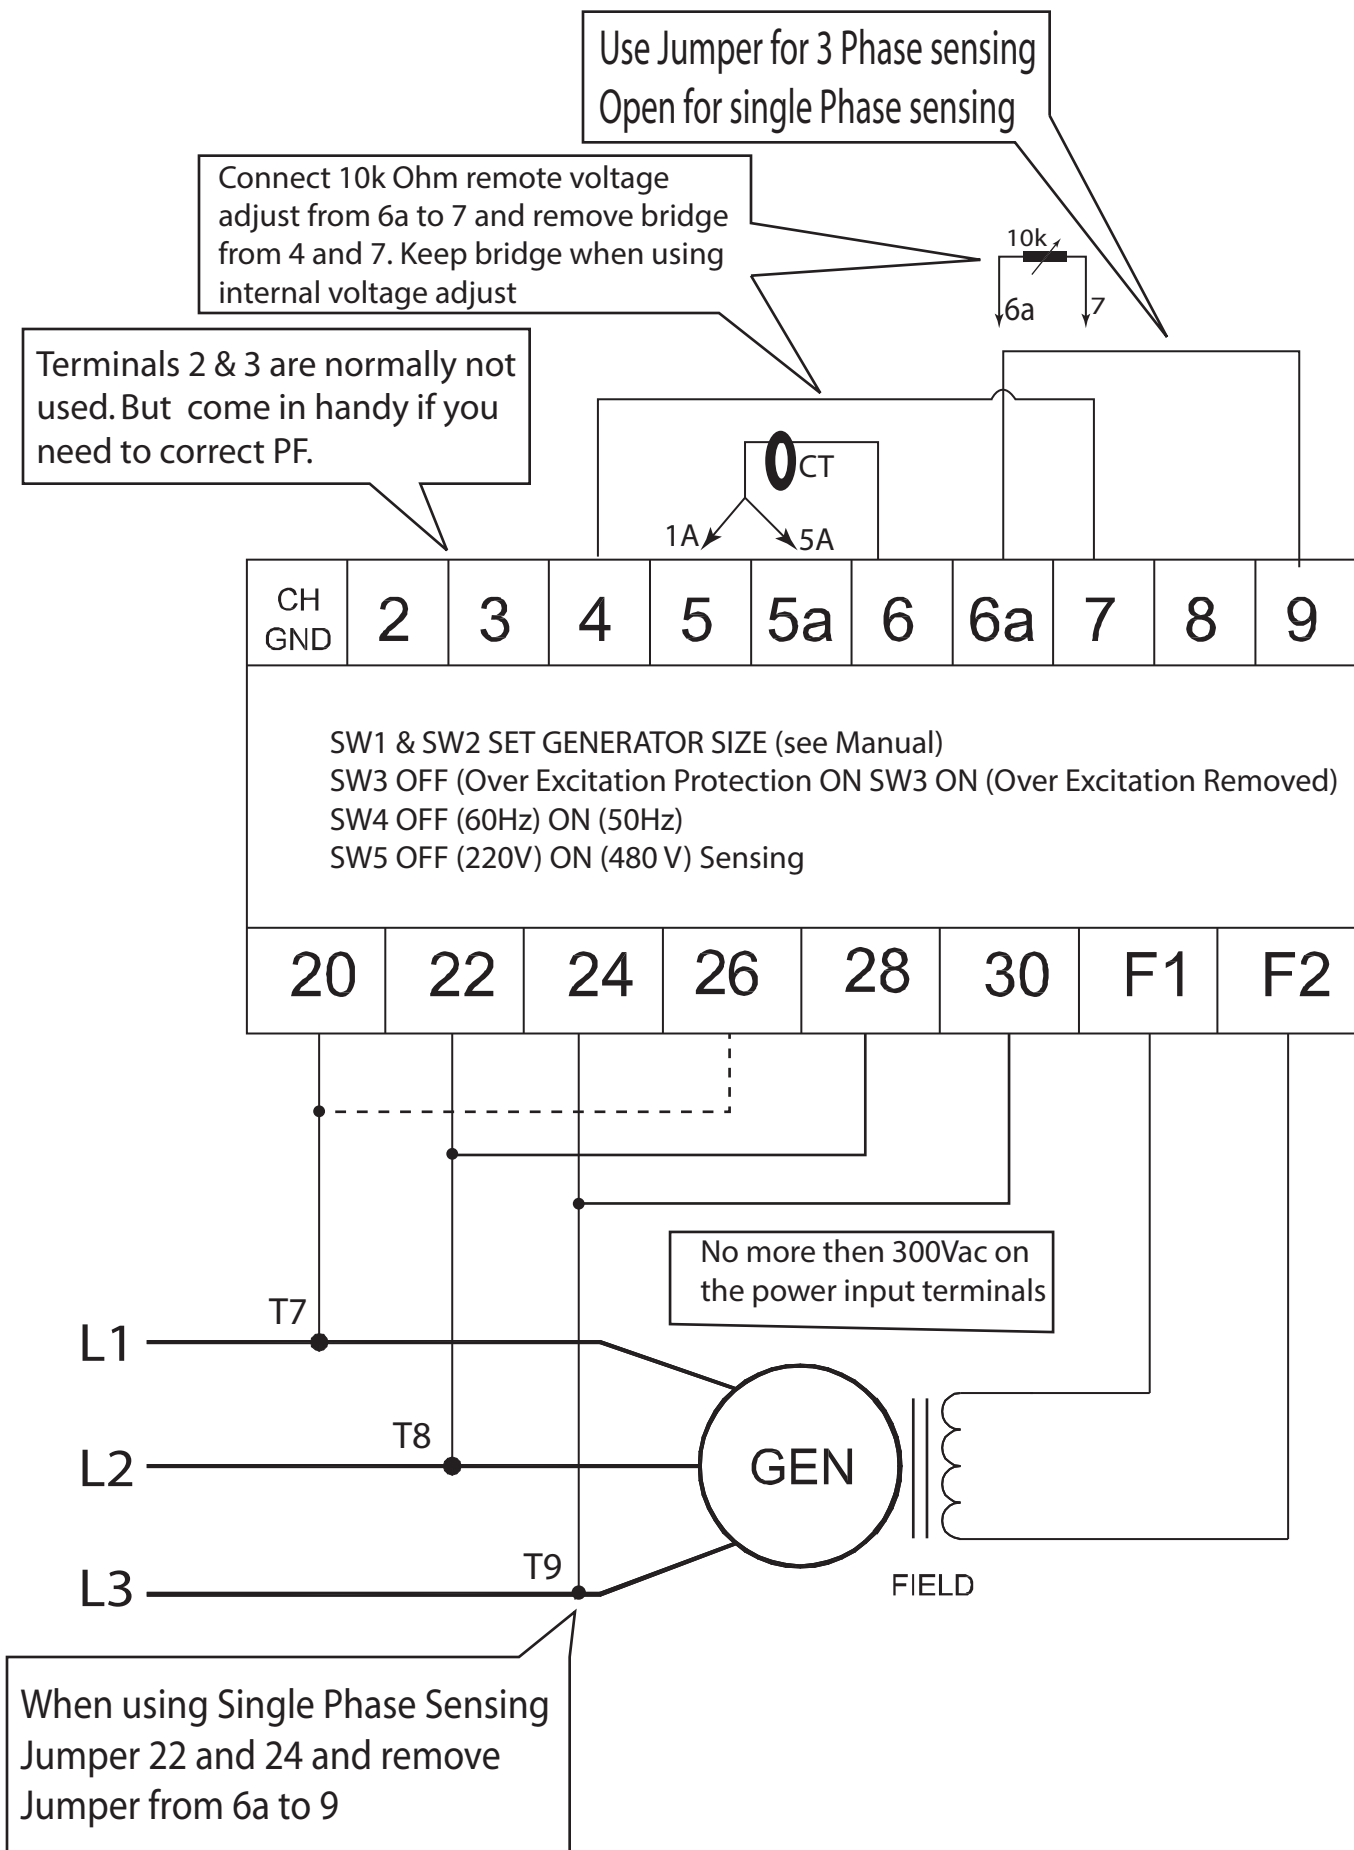 Use Jumper for 3 Phase sensing
Open for single Phase sensing
Connect 10k Ohm remote voltage
adjust from 6a to 7 and remove bridge
from 4 and 7. Keep bridge when using
internal voltage adjust
10k
6a
7
Terminals 2 & 3 are normally not
used. But come in handy if you
need to correct PF.
CT
1A
5A
CH
GND
2
3
4
5
5a
6
6a
7
8
9
SW1 & SW2 SET GENERATOR SIZE (see Manual)
SW3 OFF (Over Excitation Protection ON SW3 ON (Over Excitation Removed)
SW4 OFF (60Hz) ON (50Hz)
SW5 OFF (220V) ON (480 V) Sensing
20
22
24
26
28
30
F1
F2
No more then 300Vac on
the power input terminals
T7
L1
T8
L2
GEN
T9
L3
FIELD
When using Single Phase Sensing
Jumper 22 and 24 and remove
Jumper from 6a to 9